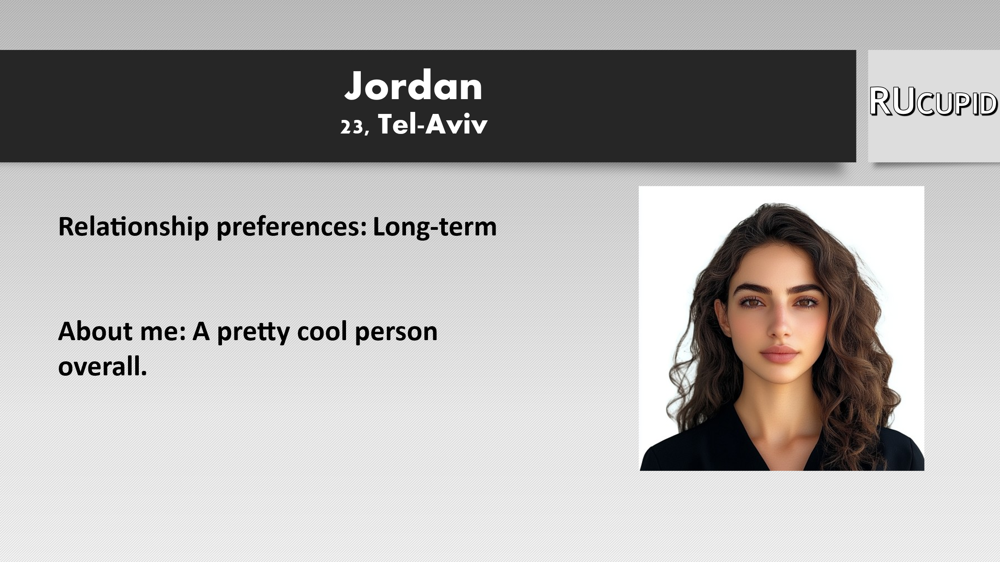 Jordan
23, Tel-Aviv
RUCUPID
Relationship preferences: Long-term
About me: A pretty cool person
overall.